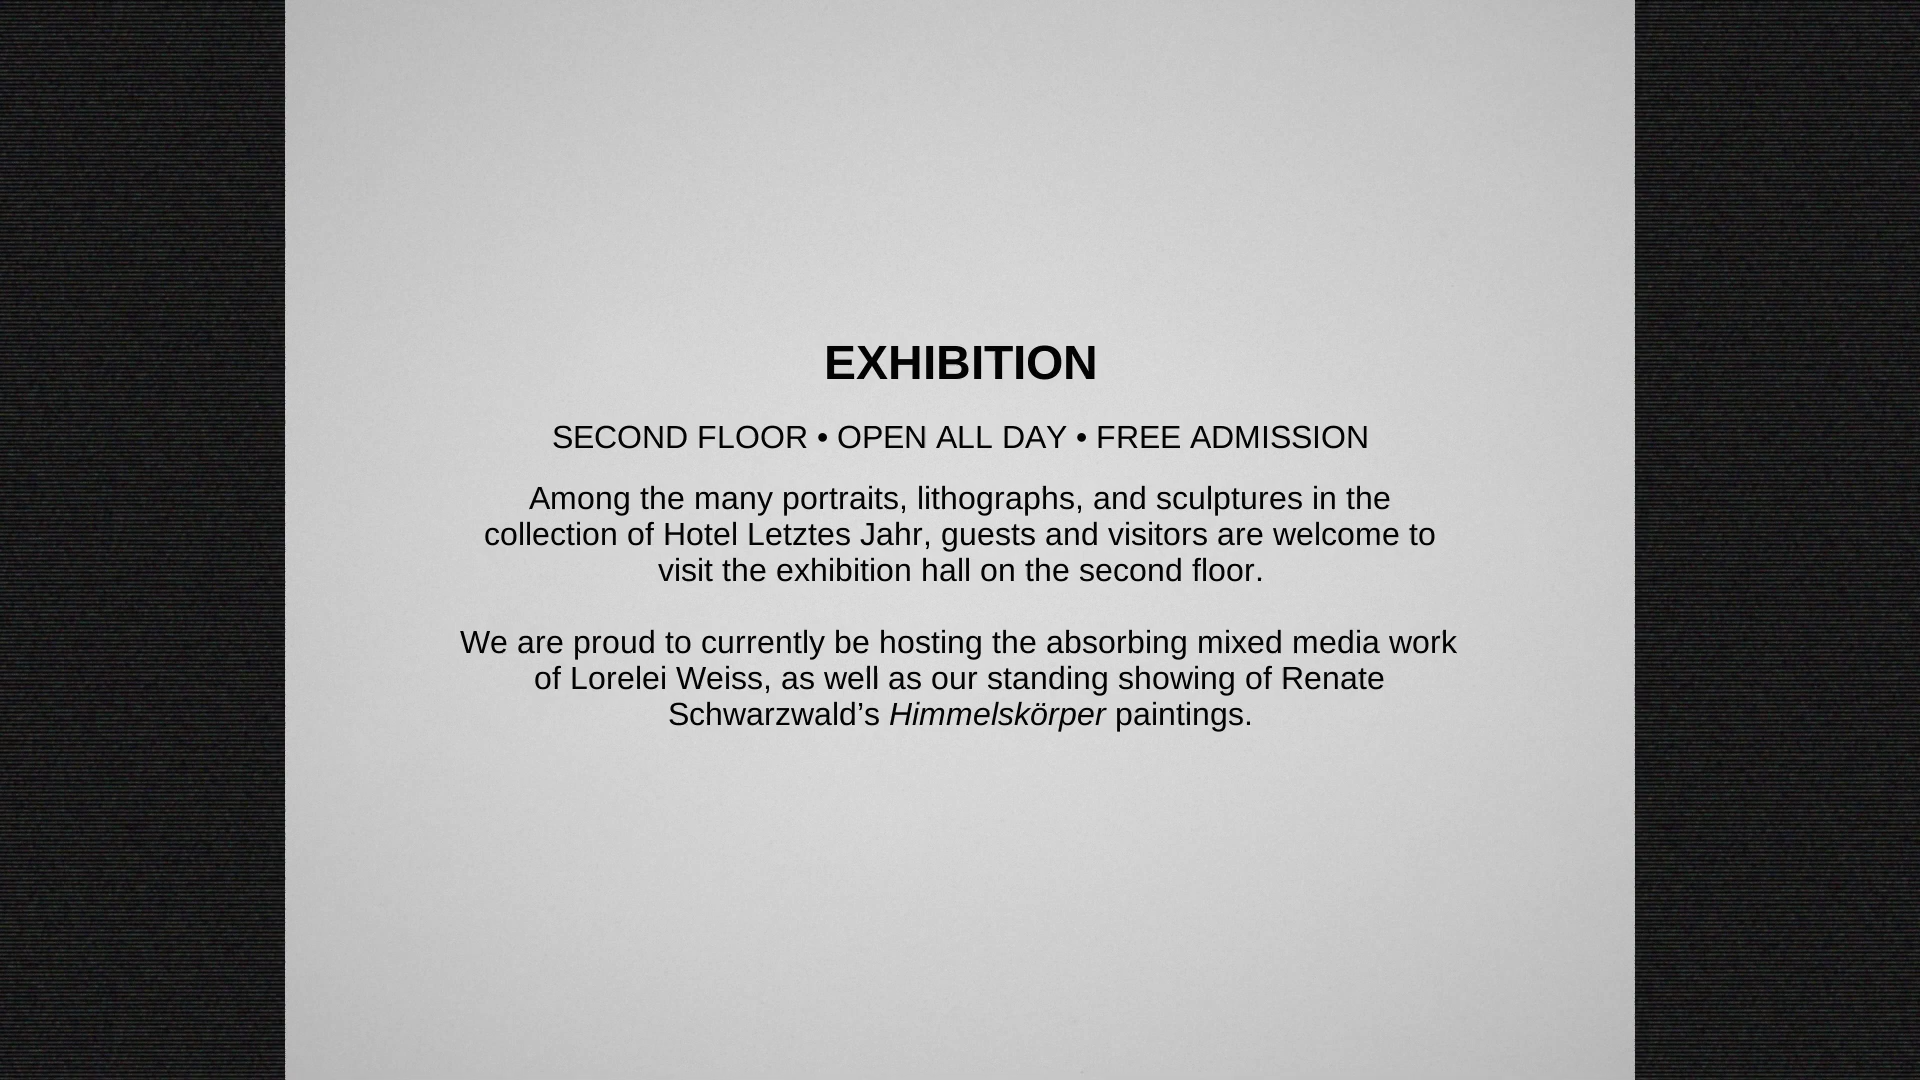 EXHIBITION
SECOND FLOOR • OPEN ALL DAY • FREE ADMISSION
Among the many portraits, lithographs, and sculptures in the
collection of Hotel Letztes Jahr, guests and visitors are welcome to
visit the exhibition hall on the second floor.
We are proud to currently be hosting the absorbing mixed media work
of Lorelei Weiss, as well as our standing showing of Renate
Schwarzwald’s Himmelskörper paintings.